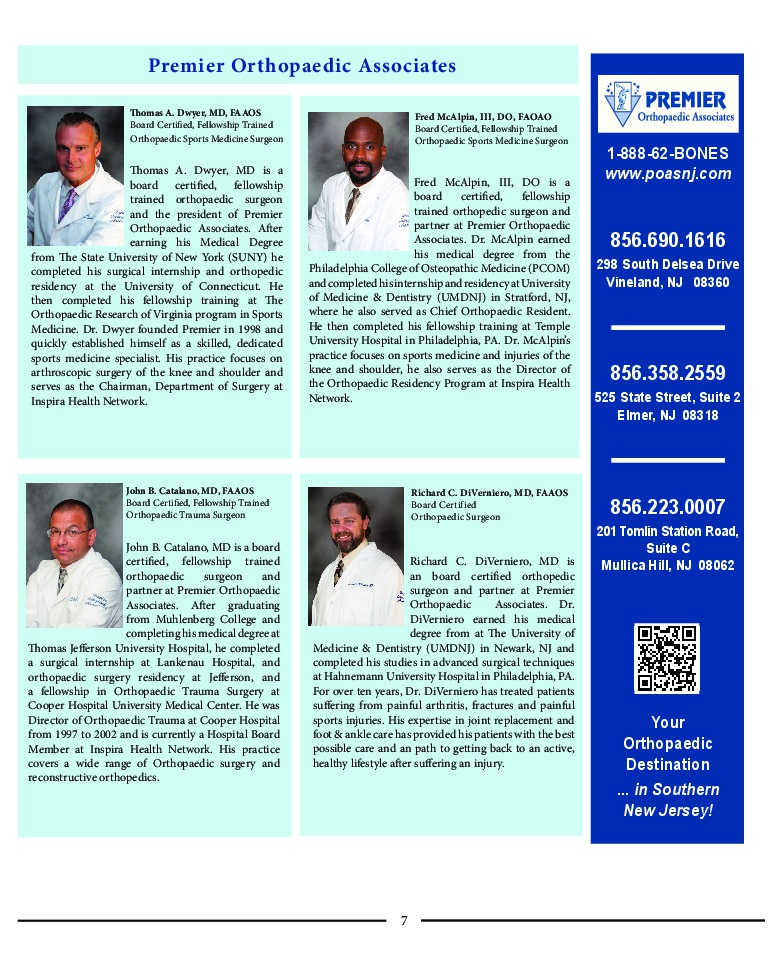 Premier Orthopaedic Associates
Thomas A. Dwyer, MD, FAAOS
Board Certified, Fellowship Trained
Orthopaedic Sports Medicine Surgeon
Thomas A. Dwyer, MD is a
board certified, fellowship
trained orthopaedic surgeon
and the president of Premier
Orthopaedic Associates. After
earning his Medical Degree
from The State University of New York (SUNY) he
completed his surgical internship and orthopedic
residency at the University of Connecticut. He
then completed his fellowship training at The
Orthopaedic Research of Virginia program in Sports
Medicine. Dr. Dwyer founded Premier in 1998 and
quickly established himself as a skilled, dedicated
sports medicine specialist. His practice focuses on
arthroscopic surgery of the knee and shoulder and
serves as the Chairman, Department of Surgery at
Inspira Health Network.
Fred McAlpin, III, DO, FAOAO
Board Certified, Fellowship Trained
Orthopaedic Sports Medicine Surgeon
Fred McAlpin, III, DO is a
board certified, fellowship
trained orthopedic surgeon and
partner at Premier Orthopaedic
Associates. Dr. McAlpin earned
his medical degree from the
Philadelphia College of Osteopathic Medicine (PCOM)
and completed his internship and residency at University
of Medicine & Dentistry (UMDNJ) in Stratford, NJ,
where he also served as Chief Orthopaedic Resident.
He then completed his fellowship training at Temple
University Hospital in Philadelphia, PA. Dr. McAlpin's
practice focuses on sports medicine and injuries of the
knee and shoulder, he also serves as the Director of
the Orthopaedic Residency Program at Inspira Health
Network.
John B. Catalano, MD, FAAOS
Board Certified, Fellowship Trained
Orthopaedic Trauma Surgeon
John B. Catalano, MD is a board
certified, fellowship trained
orthopaedic surgeon and
partner at Premier Orthopaedic
Associates. After graduating
from Muhlenberg College and
completing his medical degree at
Thomas Jefferson University Hospital, he completed
a surgical internship at Lankenau Hospital, and
orthopaedic surgery residency at Jefferson, and
a fellowship in Orthopaedic Trauma Surgery at
Cooper Hospital University Medical Center. He was
Director of Orthopaedic Trauma at Cooper Hospital
from 1997 to 2002 and is currently a Hospital Board
Member at Inspira Health Network. His practice
covers a wide range of Orthopaedic surgery and
reconstructive orthopedics.
Richard C. DiVerniero, MD, FAAOS
Board Certified
Orthopaedic Surgeon
Richard C. DiVerniero, MD is
an board certified orthopedic
surgeon and partner at Premier
Orthopaedic Associates. Dr.
DiVerniero earned his medical
degree from at The University of
Medicine & Dentistry (UMDNJ) in Newark, NJ and
completed his studies in advanced surgical techniques
at Hahnemann University Hospital in Philadelphia, PA.
For over ten years, Dr. DiVerniero has treated patients
suffering from painful arthritis, fractures and painful
sports injuries. His expertise in joint replacement and
foot & ankle care has provided his patients with the best
possible care and an path to getting back to an active,
healthy lifestyle after suffering an injury.
PREMIER
Orthopaedic Associates
1-888-62-BONES
www.poasnj.com
856.690.1616
298 South Delsea Drive
Vineland, NJ 08360
856.358.2559
525 State Street, Suite 2
Elmer, NJ 08318
856.223.0007
201 Tomlin Station Road,
Suite C
Mullica Hill, NJ 08062
Your
Orthopaedic
Destination
... in Southern
New Jersey!
7